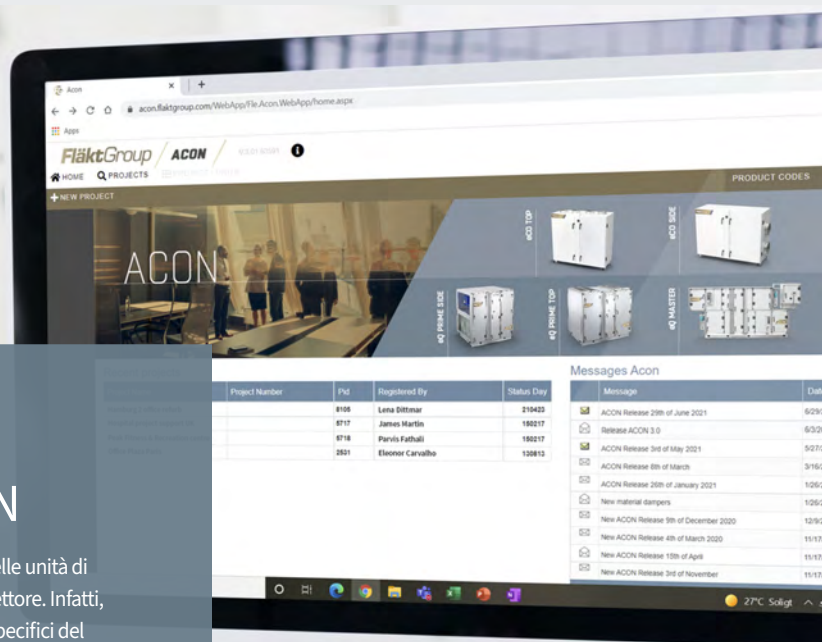 Acon
acon.flaktgroup.com/WebApp/Fle.Acon.WebApp/home.aspx
Apps
FläktGroup ACON
HOME PROJECTS
NEW PROJECT
PRODUCT CODES
ACON
eCO TOP
eCO SIDE
eQ PRIME SIDE
eQ PRIME TOP
eQ MASTER
Project Number Pid Registered By Status Day
8105 Lena Dittmar 210423
5717 James Martin 150217
5718 Parvis Fathali 150217
2531 Eleonor Carvalho 130813
Messages Acon
Message
ACON Release 29th of June 2021
Release ACON 3.0
ACON Release 3rd of May 2021
ACON Release 8th of March
ACON Release 26th of January 2021
New material dampers
New ACON Release 9th of December 2020
New ACON Release 4th of March 2020
New ACON Release 15th of April
New ACON Release 3rd of November
27°C Soligt
N
elle unità di
ettore. Infatti,
pecifici del